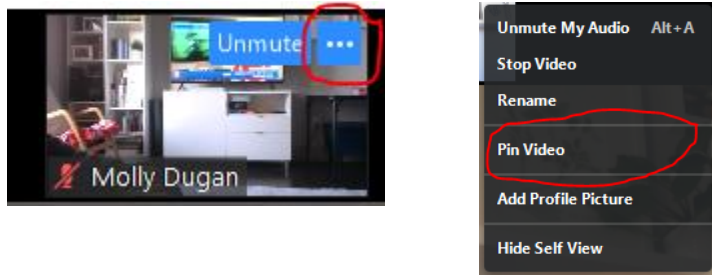 Unmute ...
Molly Dugan
Unmute My Audio Alt+A
Stop Video
Rename
Pin Video
Add Profile Picture
Hide Self View